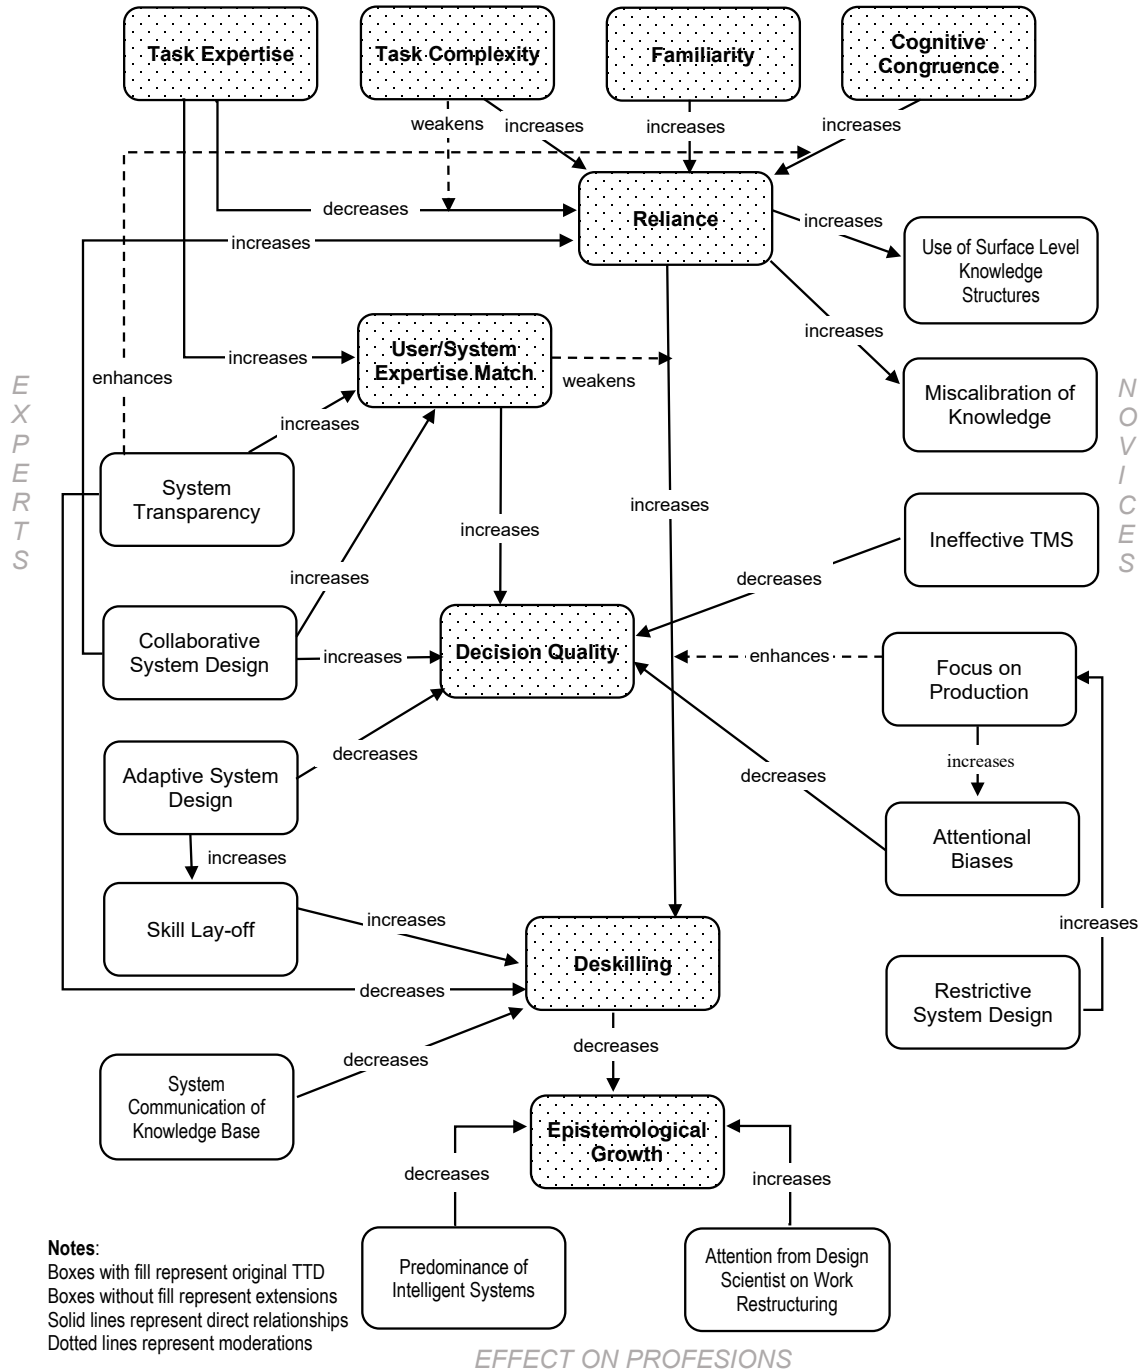 Task Expertise
Task Complexity
Familiarity
Cognitive
Congruence
weakens
increases
increases
increases
decreases
Reliance
increases
increases
Use of Surface Level
Knowledge
Structures
increases
User/System
Expertise Match
increases
weakens
enhances
increases
Miscalibration of
Knowledge
EXPERTS
NOVICES
System
Transparency
increases
increases
Ineffective TMS
increases
decreases
Collaborative
System Design
increases
Decision Quality
enhances
Focus on
Production
decreases
increases
Adaptive System
Design
decreases
increases
Attentional
Biases
Skill Lay-off
increases
increases
Deskilling
decreases
Restrictive
System Design
decreases
decreases
System
Communication of
Knowledge Base
Epistemological
Growth
decreases
increases
Predominance of
Intelligent Systems
Attention from Design
Scientist on Work
Restructuring
Notes:
Boxes with fill represent original TTD
Boxes without fill represent extensions
Solid lines represent direct relationships
Dotted lines represent moderations
EFFECT ON PROFESIONS